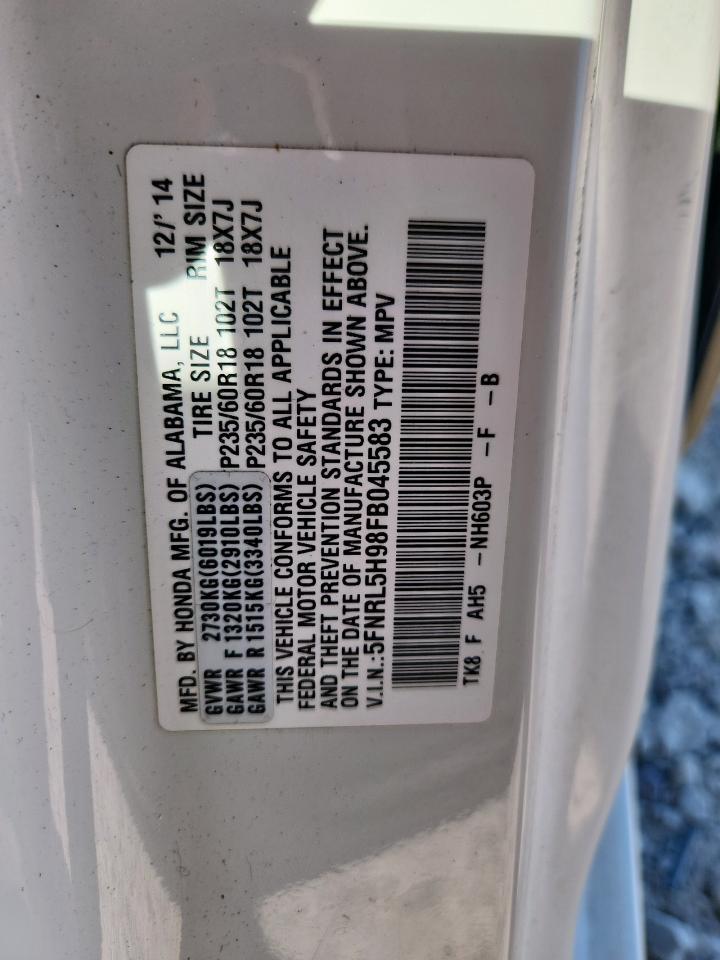 MFD. BY HONDA MFG. OF ALABAMA, LLC 12/' 14
TIRE SIZE RIM SIZE
GVWR 2730KG(6019LBS)
GAWR F 1320KG(2910LBS) P235/60R18 102T 18X7J
GAWR R 1515KG(3340LBS) P235/60R18 102T 18X7J
THIS VEHICLE CONFORMS TO ALL APPLICABLE
FEDERAL MOTOR VEHICLE SAFETY
AND THEFT PREVENTION STANDARDS IN EFFECT
ON THE DATE OF MANUFACTURE SHOWN ABOVE.
V.I.N.:5FNRL5H98FB045583 TYPE: MPV
TK8 F AH5 -NH603P -F -B